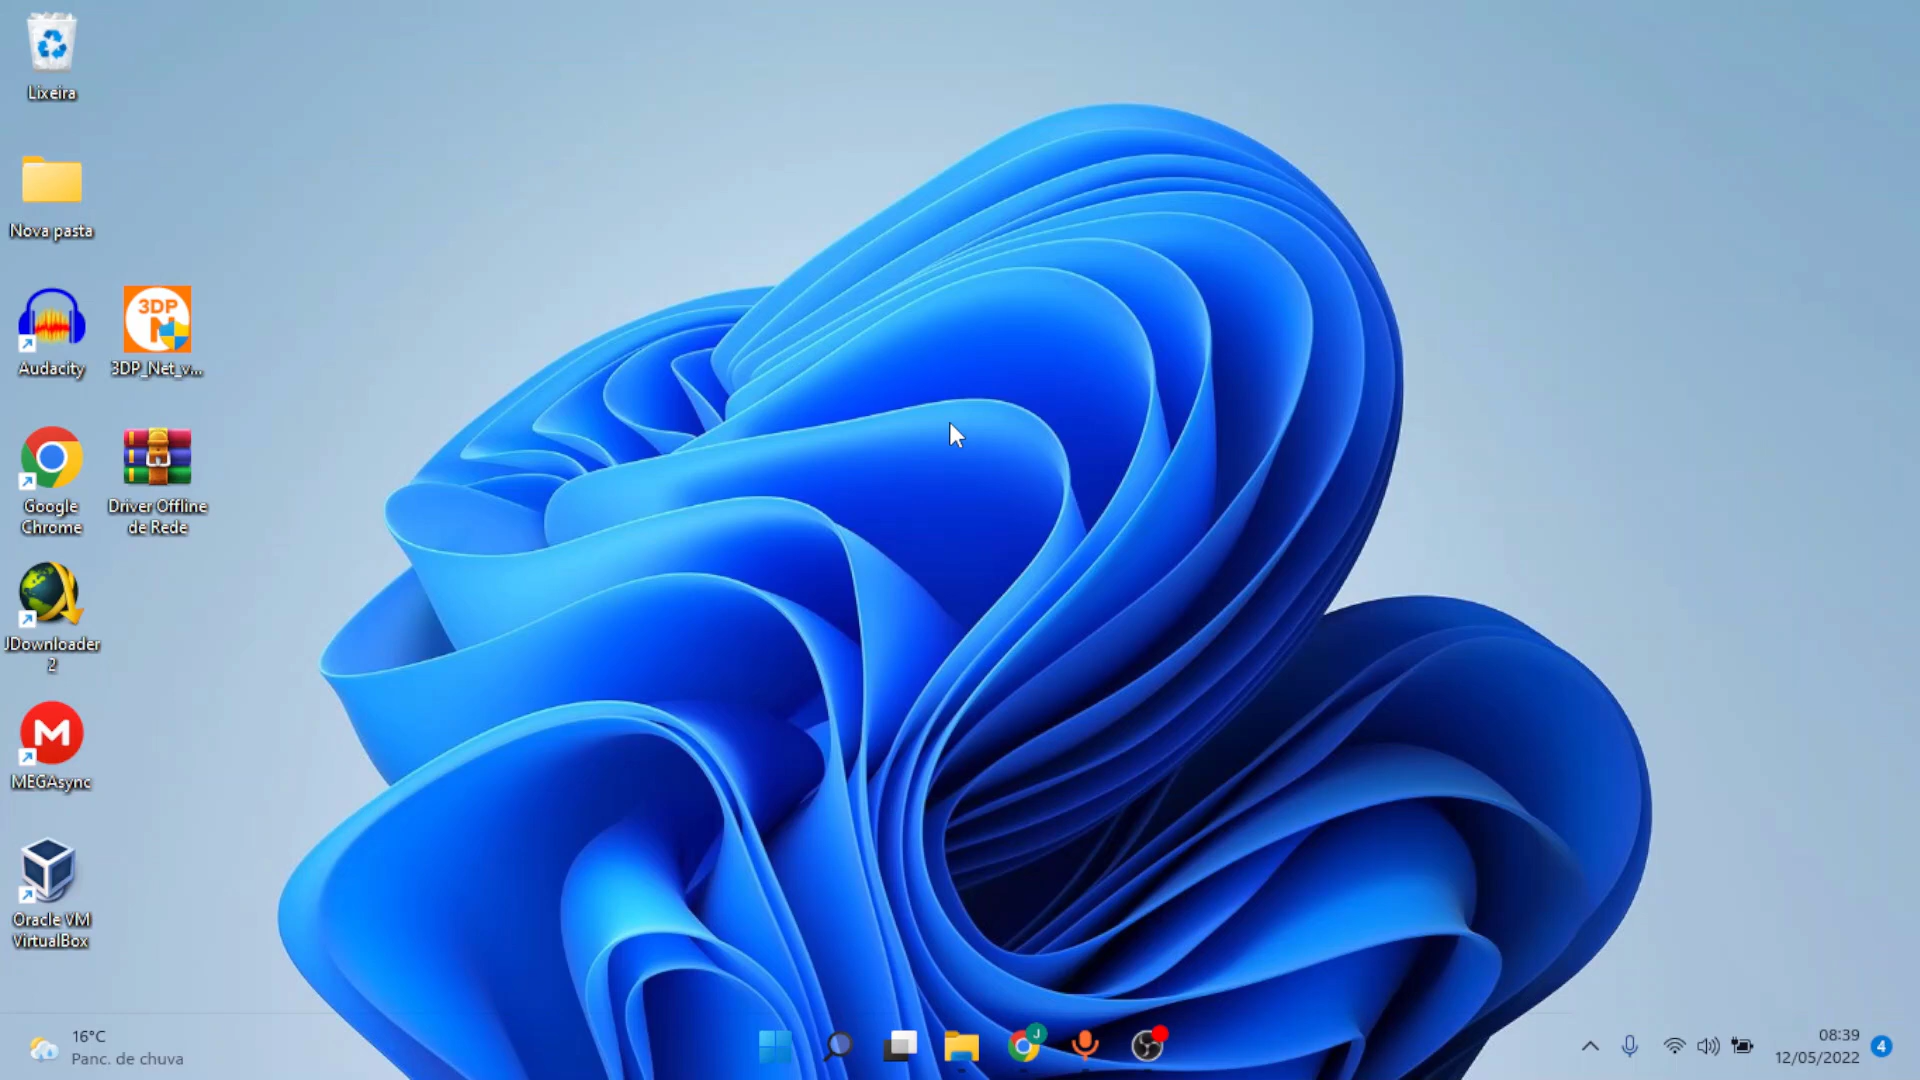 Lixeira
Nova pasta
Audacity
3DP
N
3DP_Net_v...
Google
Chrome
Driver Offline
de Rede
JDownloader
2
M
MEGAsync
Oracle VM
VirtualBox
16°C
Panc. de chuva
J
08:39
12/05/2022
4